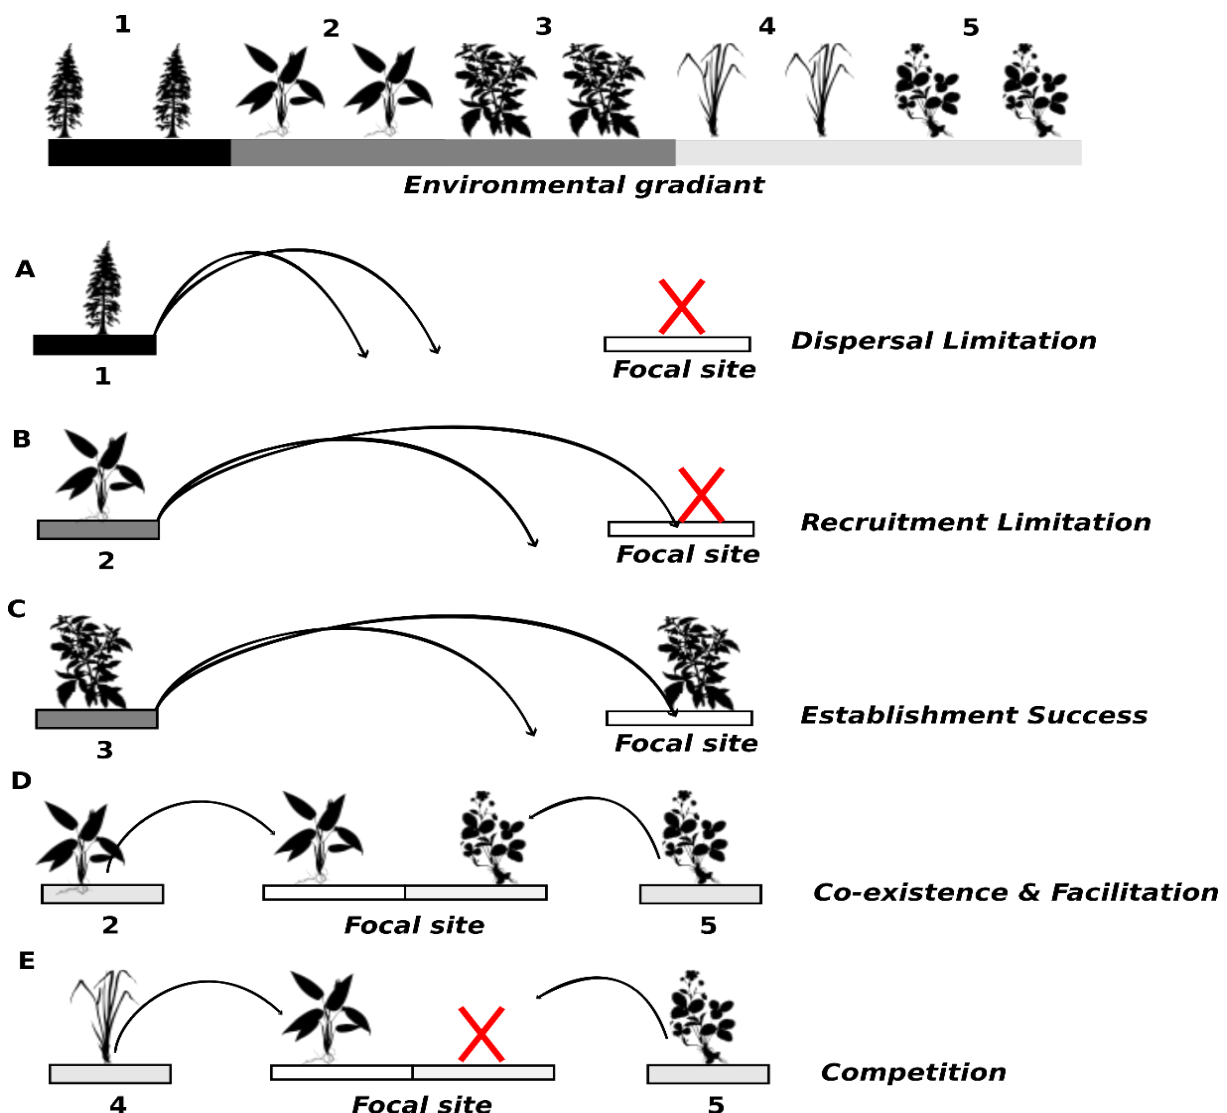 1 2 3 4 5
Environmental gradiant
A
Dispersal Limitation
Focal site
1
B
Recruitment Limitation
Focal site
2
C
Establishment Success
Focal site
3
D
Co-existence & Facilitation
2 Focal site 5
E
Competition
4 Focal site 5